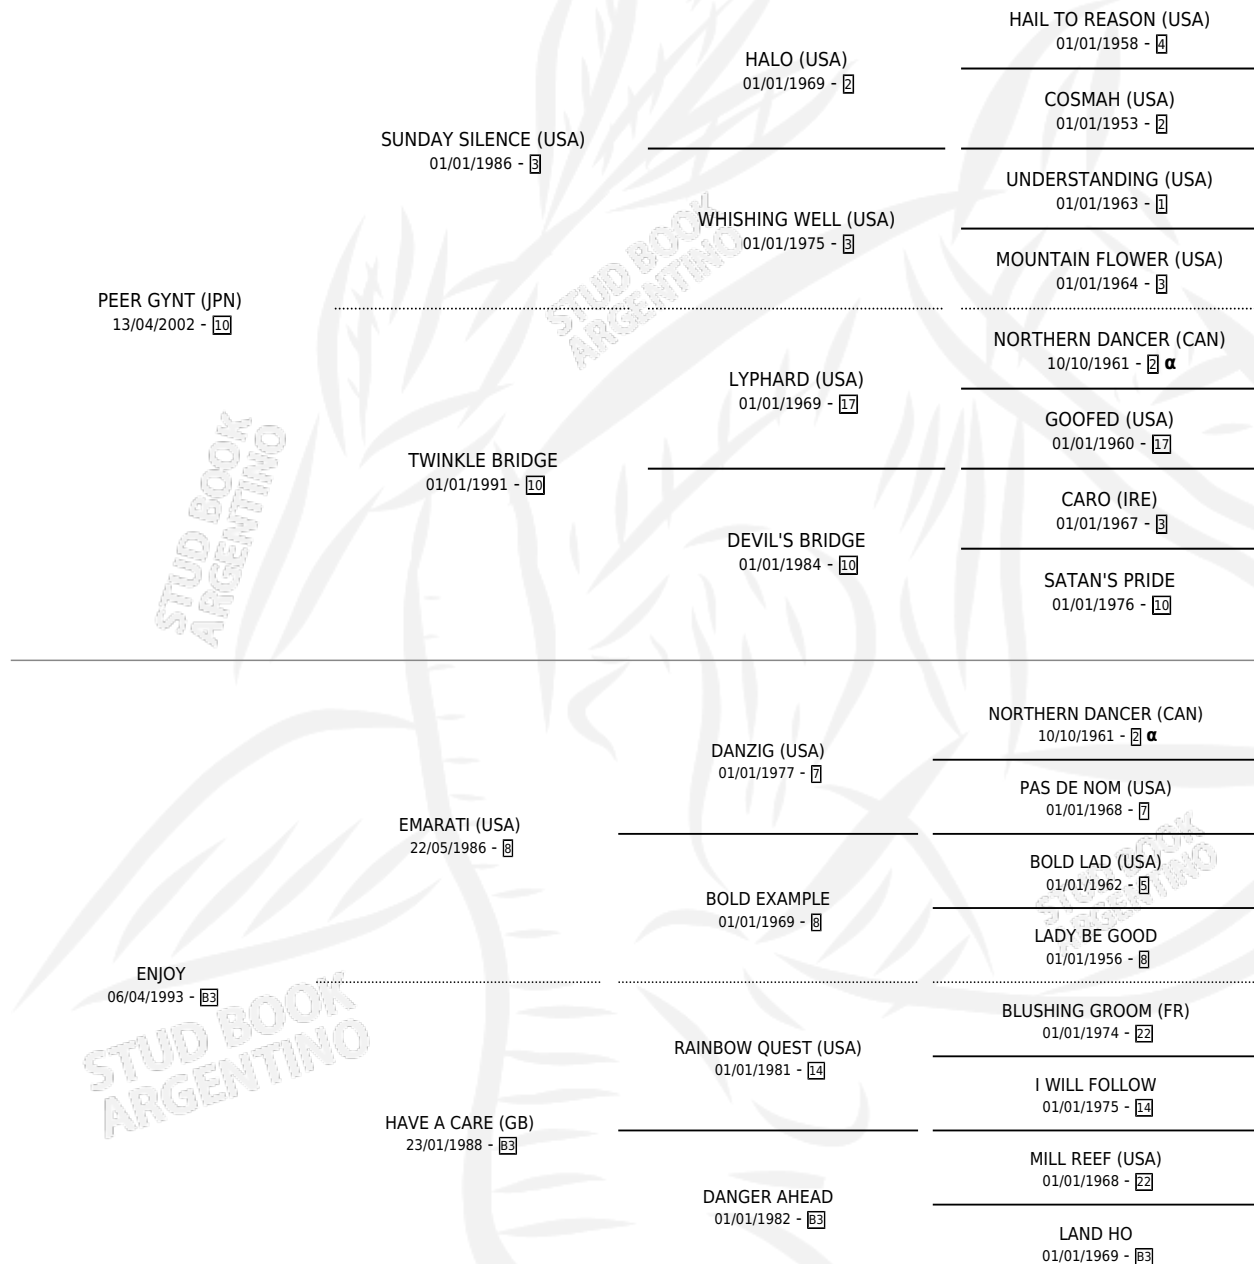 HAIL TO REASON (USA)
01/01/1958 - 4
HALO (USA)
01/01/1969 - 2
COSMAH (USA)
01/01/1953 - 2
SUNDAY SILENCE (USA)
01/01/1986 - 3
UNDERSTANDING (USA)
01/01/1963 - 1
WHISHING WELL (USA)
01/01/1975 - 3
MOUNTAIN FLOWER (USA)
01/01/1964 - 3
STUD BOOK
ARGENTINO
PEER GYNT (JPN)
13/04/2002 - 10
NORTHERN DANCER (CAN)
10/10/1961 - 2 α
LYPHARD (USA)
01/01/1969 - 17
GOOFED (USA)
01/01/1960 - 17
TWINKLE BRIDGE
01/01/1991 - 10
CARO (IRE)
01/01/1967 - 3
DEVIL'S BRIDGE
01/01/1984 - 10
SATAN'S PRIDE
01/01/1976 - 10
STUD BOOK
ARGENTINO
NORTHERN DANCER (CAN)
10/10/1961 - 2 α
DANZIG (USA)
01/01/1977 - 7
PAS DE NOM (USA)
01/01/1968 - 7
EMARATI (USA)
22/05/1986 - 8
BOLD LAD (USA)
01/01/1962 - 5
BOLD EXAMPLE
01/01/1969 - 8
LADY BE GOOD
01/01/1956 - 8
STUD BOOK
ARGENTINO
ENJOY
06/04/1993 - B3
BLUSHING GROOM (FR)
01/01/1974 - 22
RAINBOW QUEST (USA)
01/01/1981 - 14
I WILL FOLLOW
01/01/1975 - 14
HAVE A CARE (GB)
23/01/1988 - B3
MILL REEF (USA)
01/01/1968 - 22
DANGER AHEAD
01/01/1982 - B3
LAND HO
01/01/1969 - B3
STUD BOOK
ARGENTINO